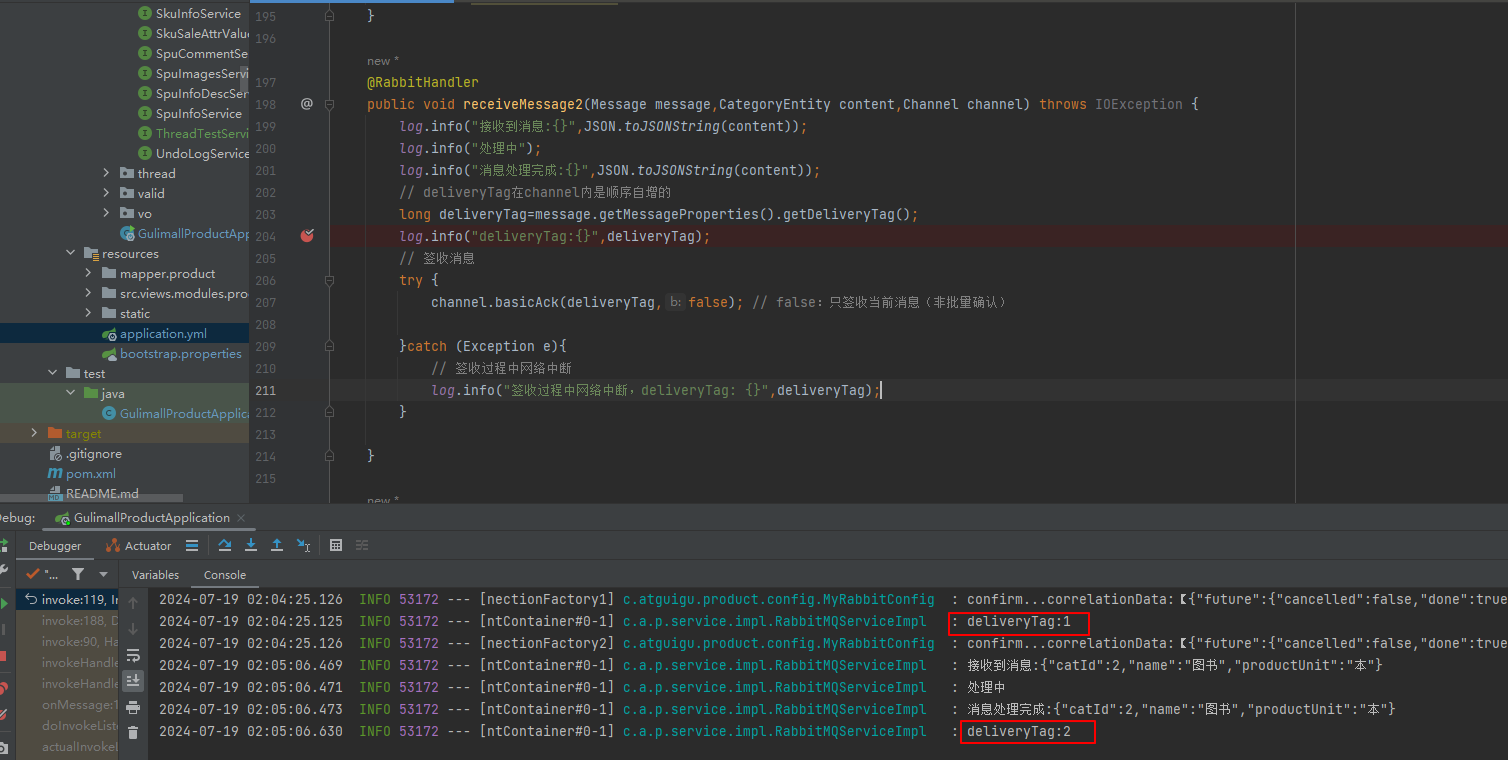 SkuInfoService
SkuSaleAttrValu
SpuCommentSe
SpuImagesServi
SpuInfoDescSer
SpuInfoService
ThreadTestServi
UndoLogService
thread
valid
vo
GulimallProductApp
resources
mapper.product
src.views.modules.pro
static
application.yml
bootstrap.properties
test
java
GulimallProductApplica
target
.gitignore
pom.xml
README.md
195 }
196
new *
197 @RabbitHandler
198 @ public void receiveMessage2(Message message,CategoryEntity content,Channel channel) throws IOException {
199 log.info("接收到消息:{}",JSON.toJSONString(content));
200 log.info("处理中");
201 log.info("消息处理完成:{}",JSON.toJSONString(content));
202 // deliveryTag在channel内是顺序自增的
203 long deliveryTag=message.getMessageProperties().getDeliveryTag();
204 log.info("deliveryTag:{}",deliveryTag);
205 // 签收消息
206 try {
207 channel.basicAck(deliveryTag, b: false); // false：只签收当前消息（非批量确认）
208
209 }catch (Exception e){
210 // 签收过程中网络中断
211 log.info("签收过程中网络中断，deliveryTag: {}",deliveryTag);
212 }
213
214 }
215
new *
ebug: GulimallProductApplication
Debugger Actuator
"...
Variables Console
invoke:119, In
invoke:188, D
invoke:90, Ha
invokeHandle
invokeHandle
onMessage:1
doInvokeListe
actualInvokeL
2024-07-19 02:04:25.126 INFO 53172 --- [nectionFactory1] c.atguigu.product.config.MyRabbitConfig : confirm...correlationData:【{"future":{"cancelled":false,"done":true
2024-07-19 02:04:25.125 INFO 53172 --- [ntContainer#0-1] c.a.p.service.impl.RabbitMQServiceImpl : deliveryTag:1
2024-07-19 02:04:25.126 INFO 53172 --- [nectionFactory2] c.atguigu.product.config.MyRabbitConfig : confirm...correlationData:【{"future":{"cancelled":false,"done":true
2024-07-19 02:05:06.469 INFO 53172 --- [ntContainer#0-1] c.a.p.service.impl.RabbitMQServiceImpl : 接收到消息:{"catId":2,"name":"图书","productUnit":"本"}
2024-07-19 02:05:06.471 INFO 53172 --- [ntContainer#0-1] c.a.p.service.impl.RabbitMQServiceImpl : 处理中
2024-07-19 02:05:06.473 INFO 53172 --- [ntContainer#0-1] c.a.p.service.impl.RabbitMQServiceImpl : 消息处理完成:{"catId":2,"name":"图书","productUnit":"本"}
2024-07-19 02:05:06.630 INFO 53172 --- [ntContainer#0-1] c.a.p.service.impl.RabbitMQServiceImpl : deliveryTag:2